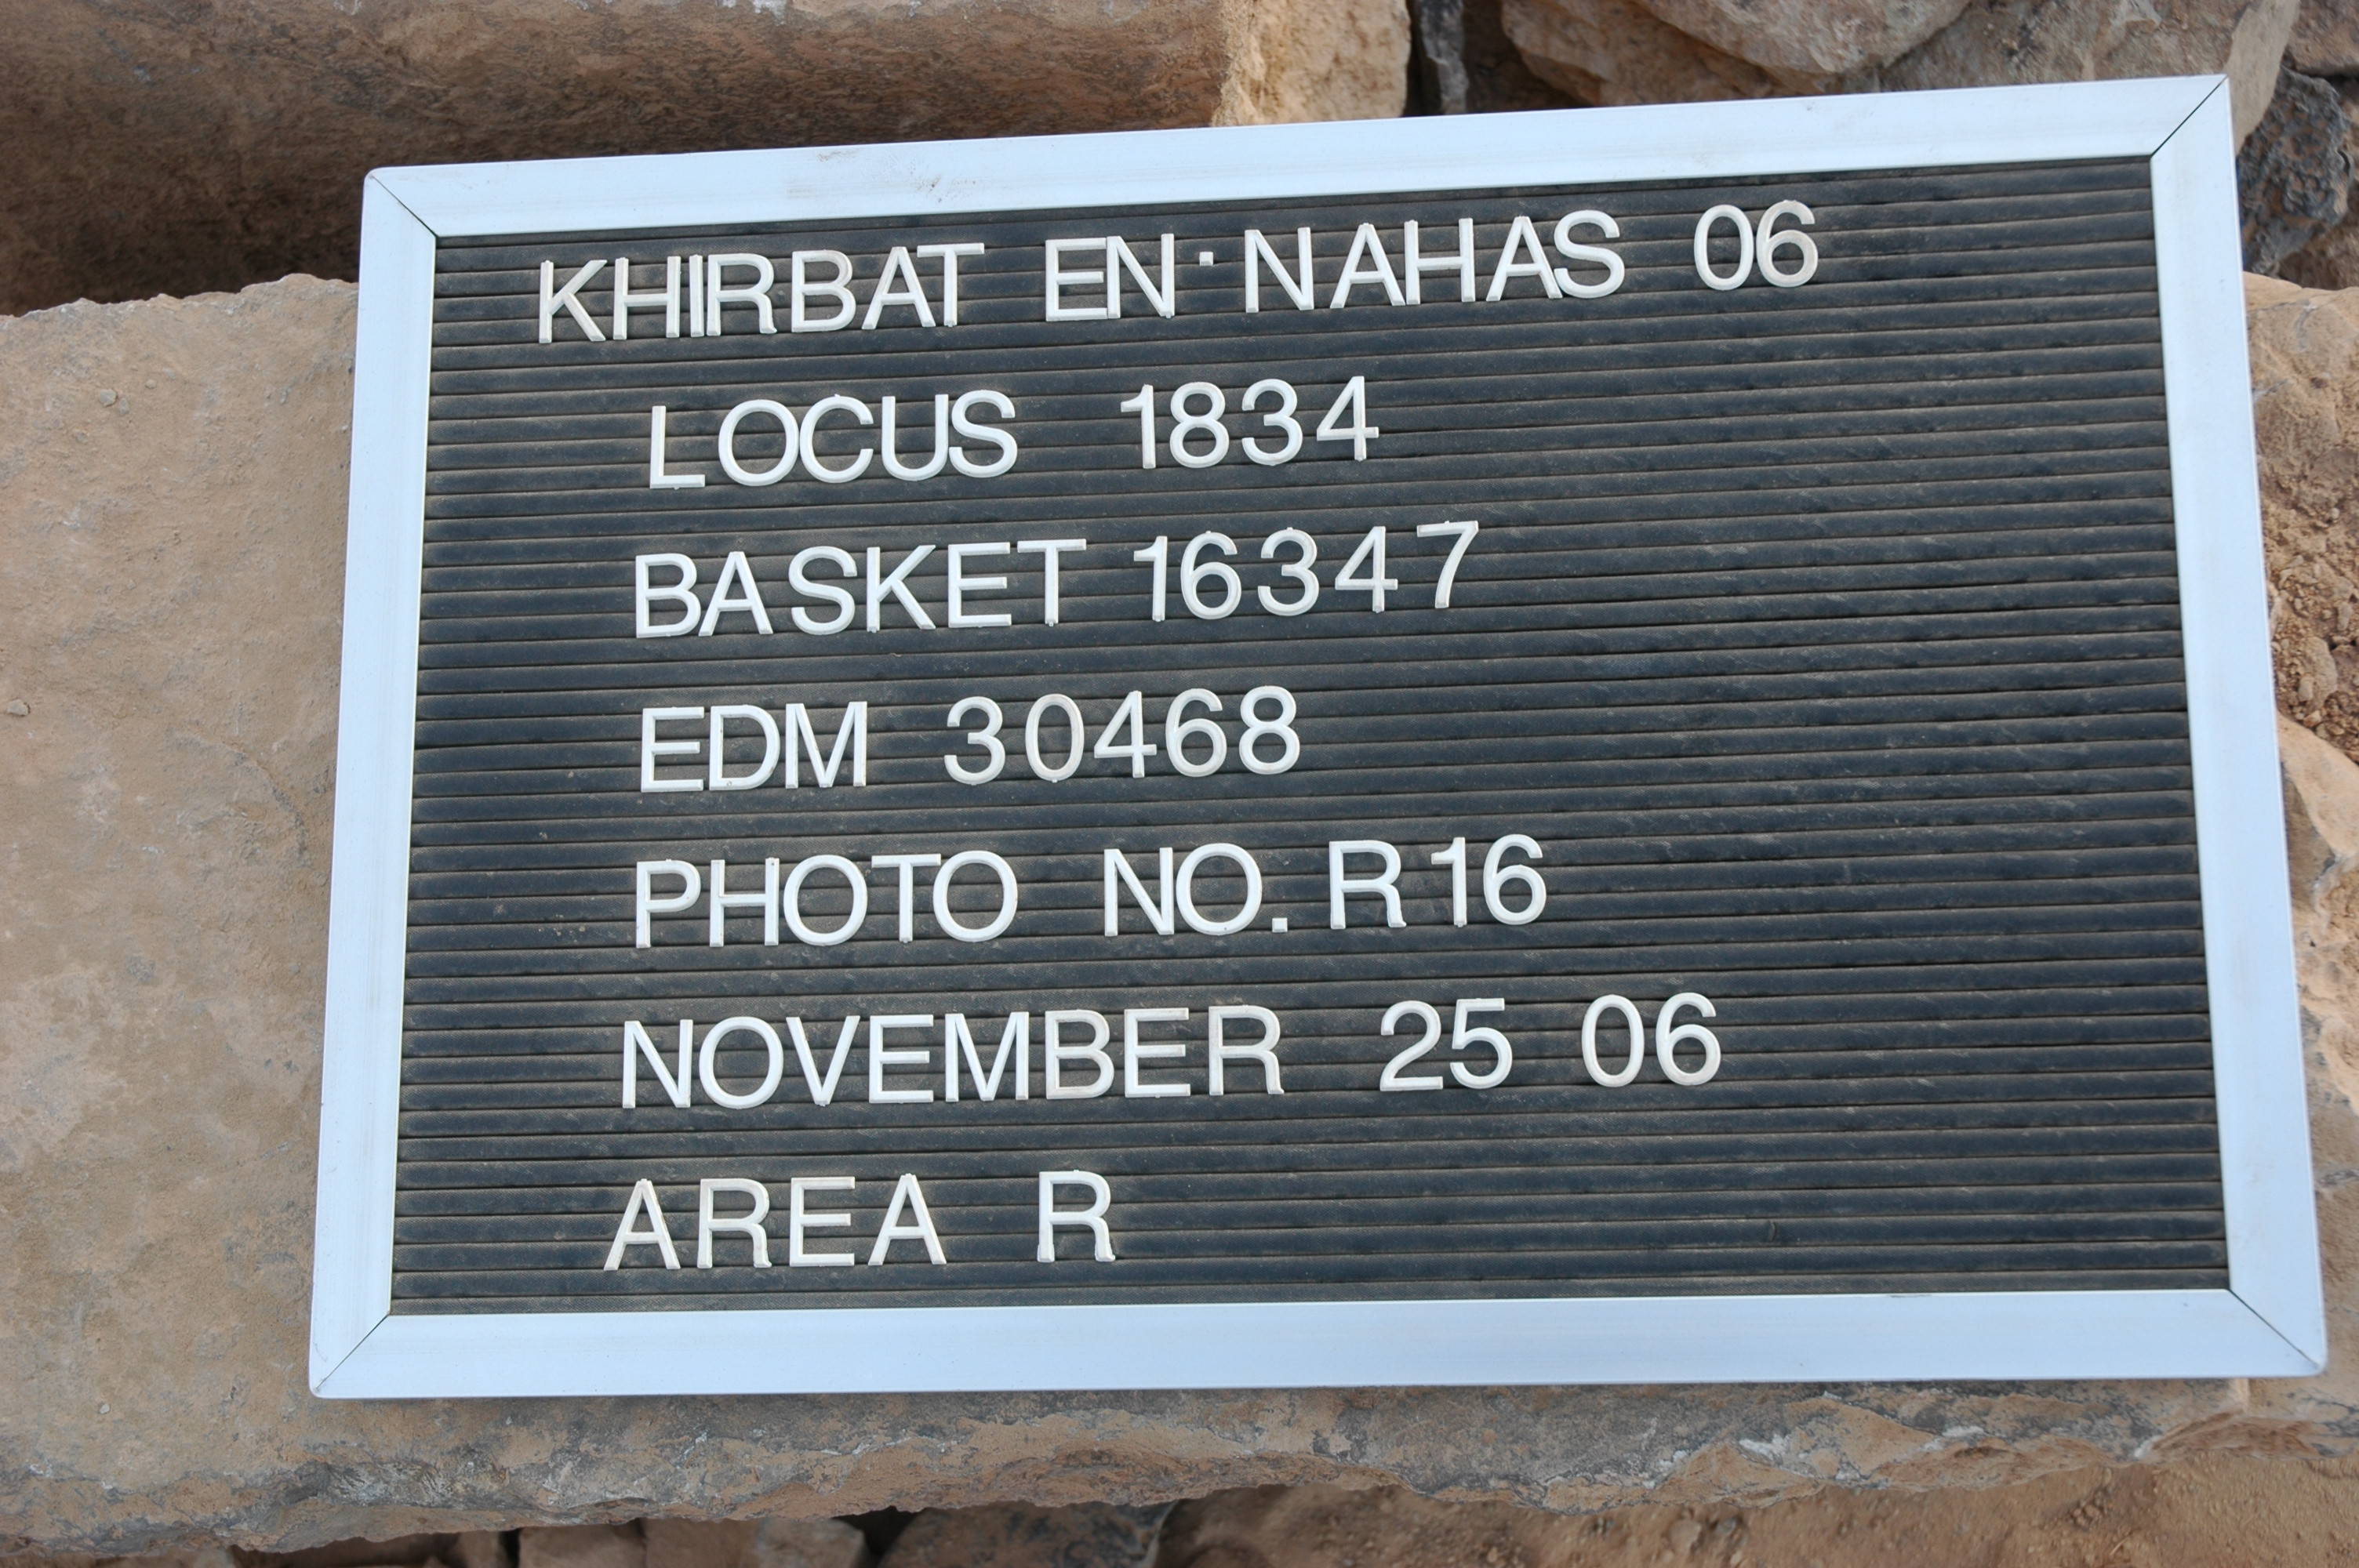 KHIRBAT EN·NAHAS 06
LOCUS 1834
BASKET 16347
EDM 30468
PHOTO NO. R16
NOVEMBER 25 06
AREA R